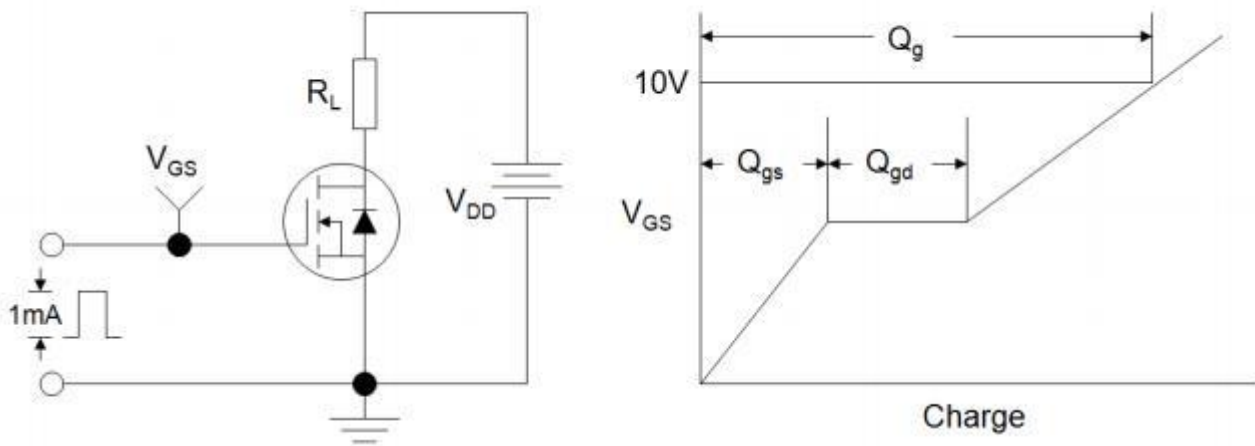 R_L
V_GS
V_DD
1mA
Q_g
10V
Q_gs
Q_gd
V_GS
Charge